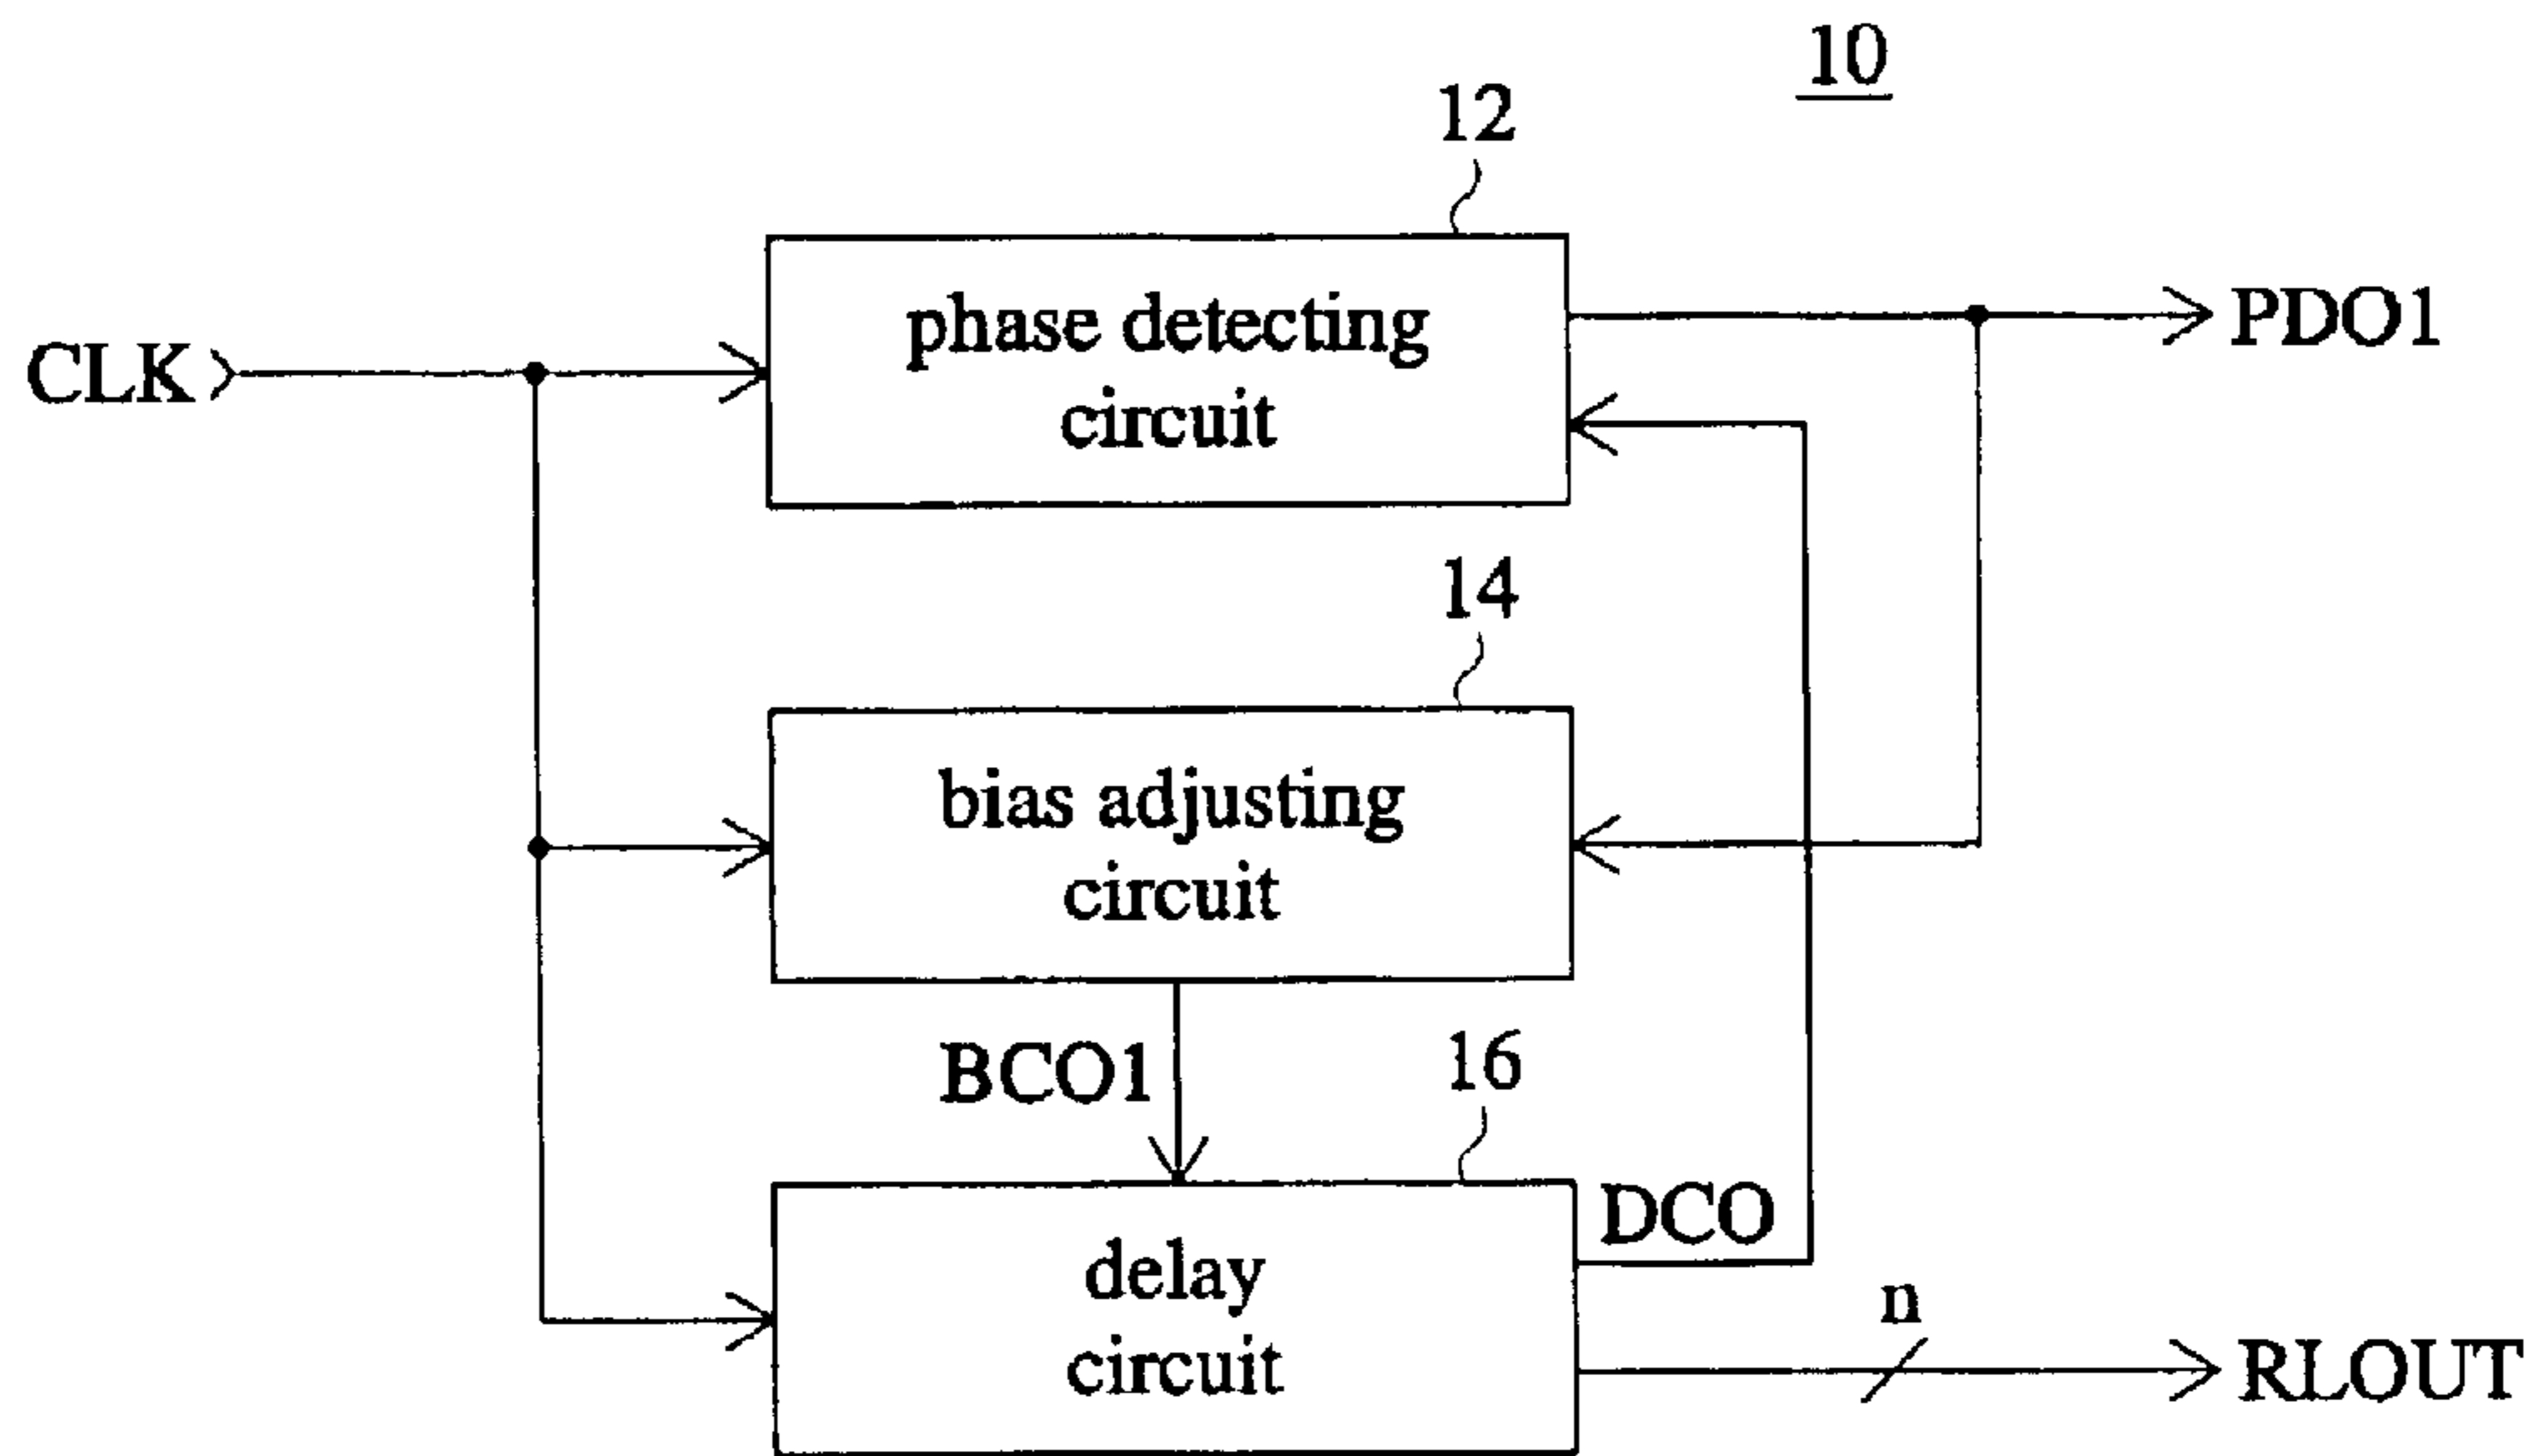 10
12
phase detecting
circuit
PDO1
CLK
14
bias adjusting
circuit
BCO1
16
DCO
delay
circuit
n
RLOUT